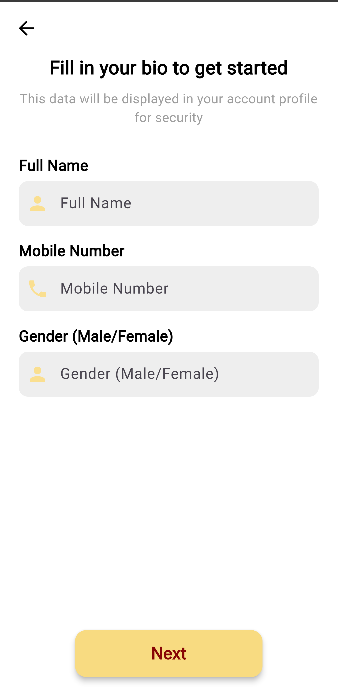 Fill in your bio to get started
This data will be displayed in your account profile
for security
Full Name
Full Name
Mobile Number
Mobile Number
Gender (Male/Female)
Gender (Male/Female)
Next